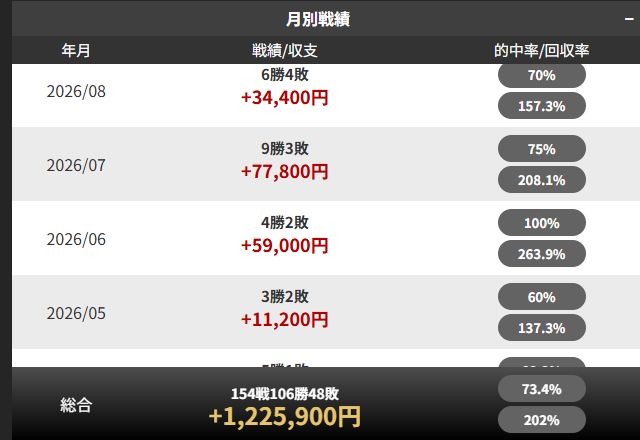 月別戦績
−
年月 戦績/収支 的中率/回収率
2026/08
6勝4敗
+34,400円
70%
157.3%
2026/07
9勝3敗
+77,800円
75%
208.1%
2026/06
4勝2敗
+59,000円
100%
263.9%
2026/05
3勝2敗
+11,200円
60%
137.3%
総合
154戦106勝48敗
+1,225,900円
73.4%
202%